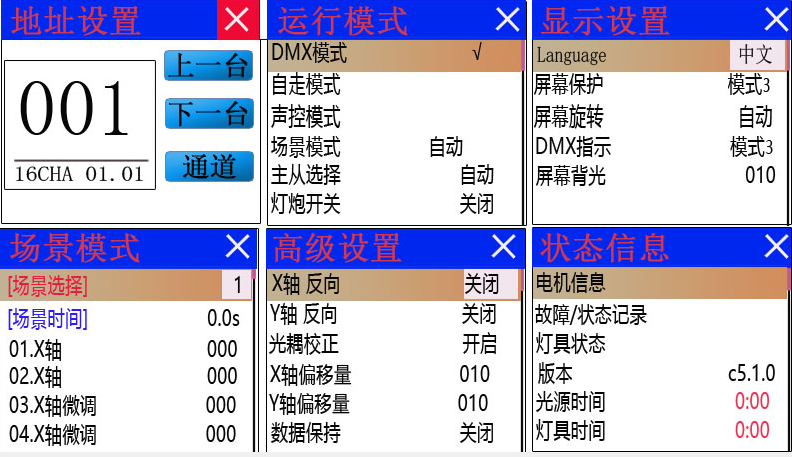 地址设置
001
16CHA 01.01
上一台
下一台
通道
运行模式
DMX模式 √
自走模式
声控模式
场景模式 自动
主从选择 自动
灯炮开关 关闭
显示设置
Language 中文
屏幕保护 模式3
屏幕旋转 自动
DMX指示 模式3
屏幕背光 010
场景模式
[场景选择] 1
[场景时间] 0.0s
01.X轴 000
02.X轴 000
03.X轴微调 000
04.X轴微调 000
高级设置
X轴 反向 关闭
Y轴 反向 关闭
光耦校正 开启
X轴偏移量 010
Y轴偏移量 010
数据保持 关闭
状态信息
电机信息
故障/状态记录
灯具状态
版本 c5.1.0
光源时间 0:00
灯具时间 0:00